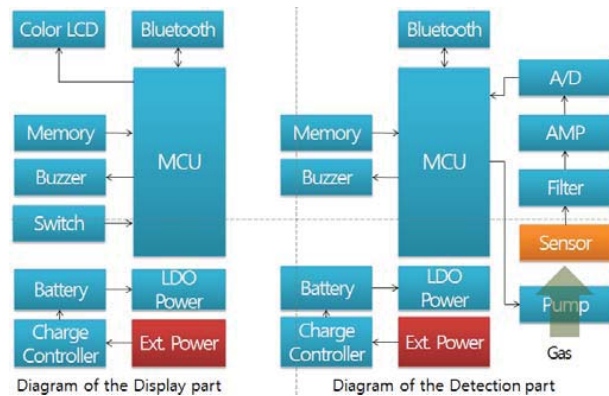 Color LCD
Bluetooth
Memory
MCU
Buzzer
Switch
Battery
LDO
Power
Charge
Controller
Ext. Power
Diagram of the Display part
Bluetooth
A/D
Memory
MCU
AMP
Buzzer
Filter
Sensor
Battery
LDO
Power
Pump
Charge
Controller
Ext. Power
Gas
Diagram of the Detection part